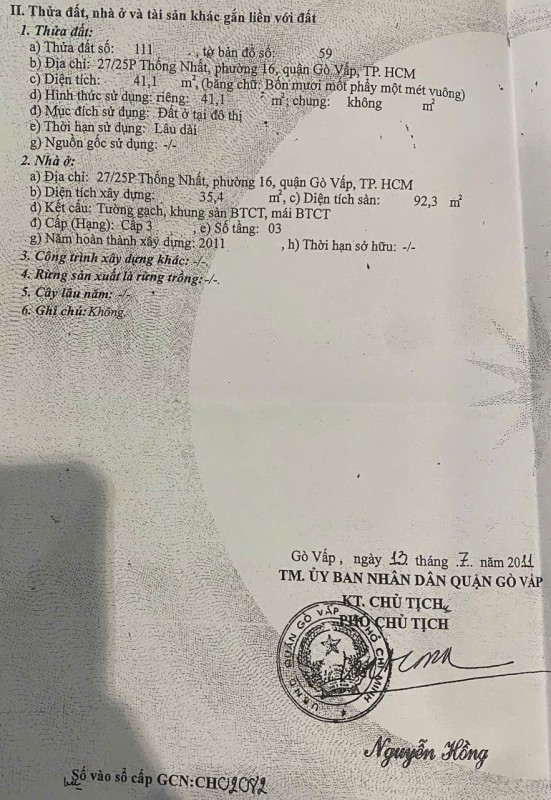 II. Thửa đất, nhà ở và tài sản khác gắn liền với đất
1. Thửa đất:
a) Thửa đất số: 111 , tờ bản đồ số: 59
b) Địa chỉ: 27/25P Thống Nhất, phường 16, quận Gò Vấp, TP. HCM
c) Diện tích: 41,1 m², (bằng chữ: Bốn mươi mốt phẩy một mét vuông)
d) Hình thức sử dụng: riêng: 41,1 m²; chung: không m²
đ) Mục đích sử dụng: Đất ở tại đô thị
e) Thời hạn sử dụng: Lâu dài
g) Nguồn gốc sử dụng: -/-
2. Nhà ở:
a) Địa chỉ: 27/25P Thống Nhất, phường 16, quận Gò Vấp, TP. HCM
b) Diện tích xây dựng: 35,4 m², c) Diện tích sàn: 92,3 m²
d) Kết cấu: Tường gạch, khung sàn BTCT, mái BTCT
đ) Cấp (Hạng): Cấp 3 , e) Số tầng: 03
g) Năm hoàn thành xây dựng: 2011 , h) Thời hạn sở hữu: -/-
3. Công trình xây dựng khác: -/-.
4. Rừng sản xuất là rừng trồng: -/-.
5. Cây lâu năm: -/-.
6. Ghi chú: Không.
Gò Vấp, ngày 13 tháng .7. năm 2011
TM. ỦY BAN NHÂN DÂN QUẬN GÒ VẤP
KT. CHỦ TỊCH
PHÓ CHỦ TỊCH
U.B.N.D QUẬN GÒ VẤP
HỒ CHÍ MINH
Nguyễn Hồng
Số vào sổ cấp GCN: CH02072